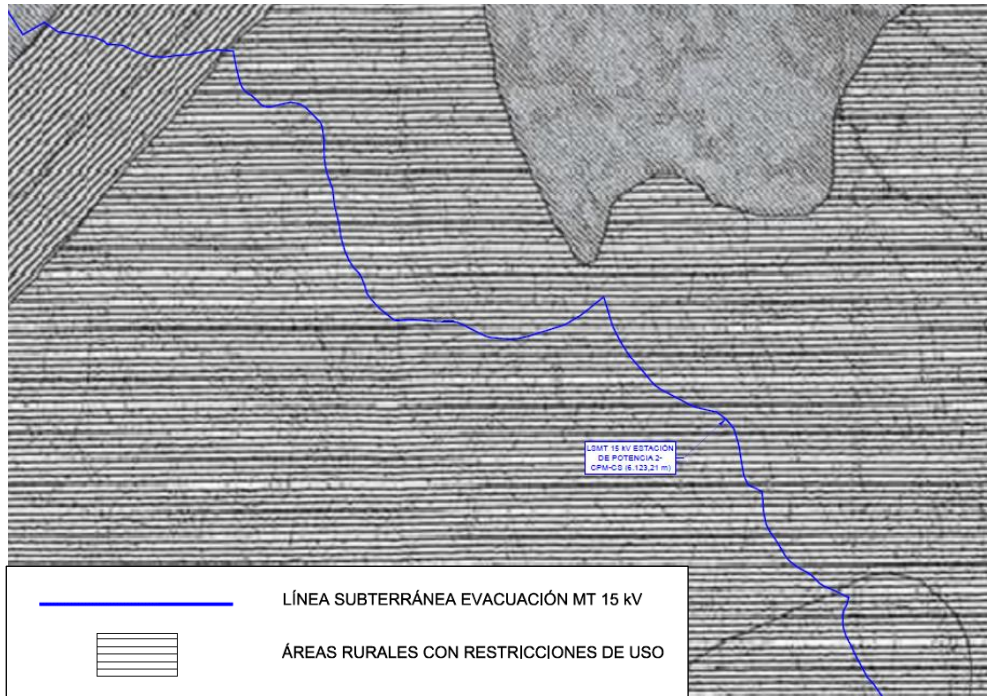 LSMT 15 kV ESTACIÓN
DE POTENCIA 2-
CPM-CS (6.123,21 m)
LÍNEA SUBTERRÁNEA EVACUACIÓN MT 15 kV
ÁREAS RURALES CON RESTRICCIONES DE USO